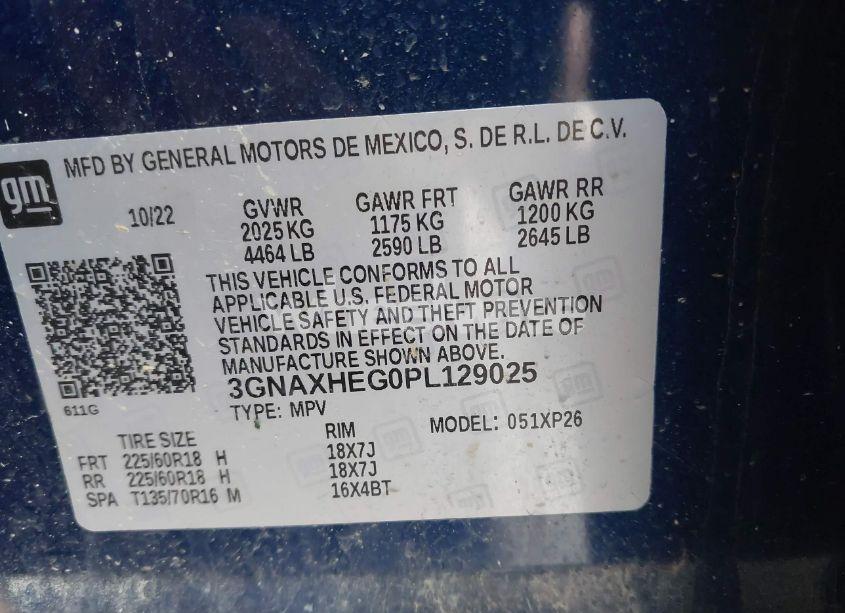 gm
MFD BY GENERAL MOTORS DE MEXICO, S. DE R.L. DE C.V.
10/22 GVWR GAWR FRT GAWR RR
2025 KG 1175 KG 1200 KG
4464 LB 2590 LB 2645 LB
THIS VEHICLE CONFORMS TO ALL
APPLICABLE U.S. FEDERAL MOTOR
VEHICLE SAFETY AND THEFT PREVENTION
STANDARDS IN EFFECT ON THE DATE OF
MANUFACTURE SHOWN ABOVE.
3GNAXHEG0PL129025
611G
TYPE: MPV MODEL: 051XP26
TIRE SIZE RIM
FRT 225/60R18 H 18X7J
RR 225/60R18 H 18X7J
SPA T135/70R16 M 16X4BT